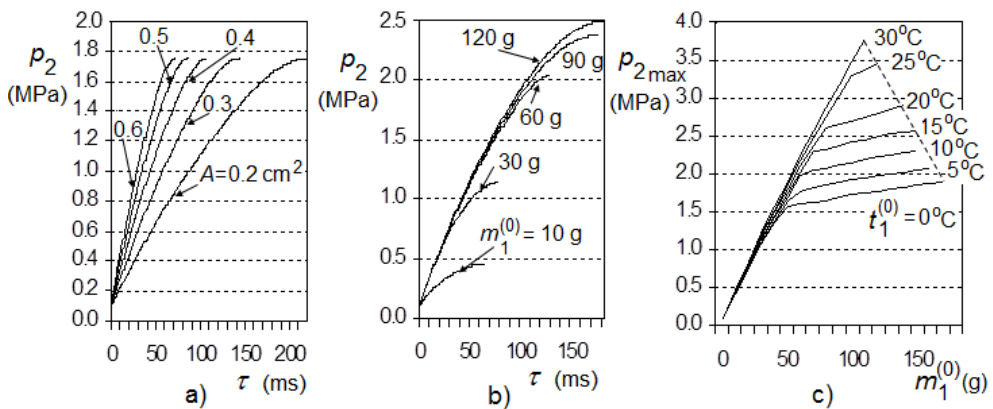 p2
(MPa)
2.0
1.8
1.6
1.4
1.2
1.0
0.8
0.6
0.4
0.2
0.0
0.5
0.4
0.3
0.6
A=0.2 cm²
0 50 100 150 200
τ (ms)
a)
p2
(MPa)
2.5
2.0
1.5
1.0
0.5
0.0
120 g
90 g
60 g
30 g
m1(0) = 10 g
0 50 100 150
τ (ms)
b)
p2 max
(MPa)
4.0
3.5
3.0
2.5
2.0
1.5
1.0
0.5
0.0
30°C
25°C
20°C
15°C
10°C
5°C
t1(0) = 0°C
0 50 100 150
m1(0) (g)
c)